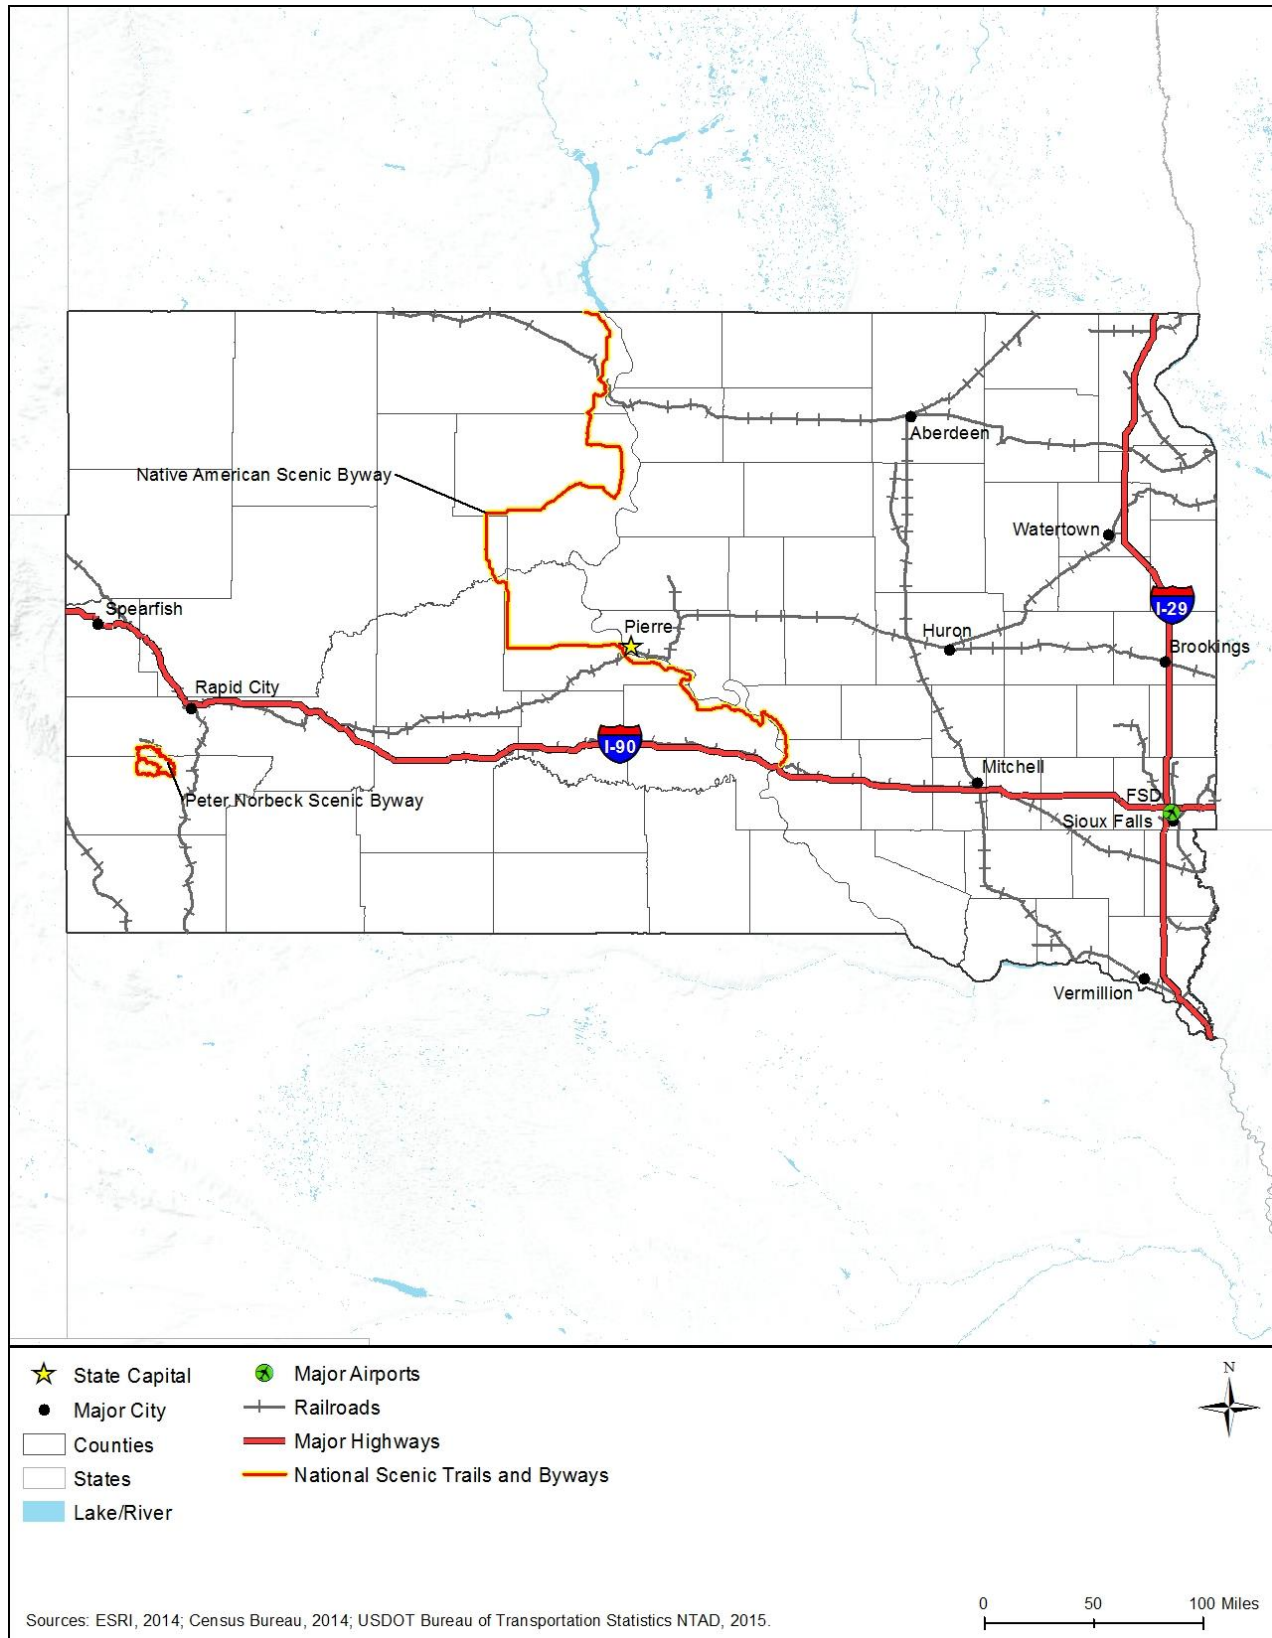 Native American Scenic Byway
Aberdeen
Watertown
I-29
Spearfish
Pierre
Huron
Brookings
Rapid City
I-90
Mitchell
FSD
Peter Norbeck Scenic Byway
Sioux Falls
Vermillion
State Capital
Major City
Counties
States
Lake/River
Major Airports
Railroads
Major Highways
National Scenic Trails and Byways
N
0 50 100 Miles
Sources: ESRI, 2014; Census Bureau, 2014; USDOT Bureau of Transportation Statistics NTAD, 2015.